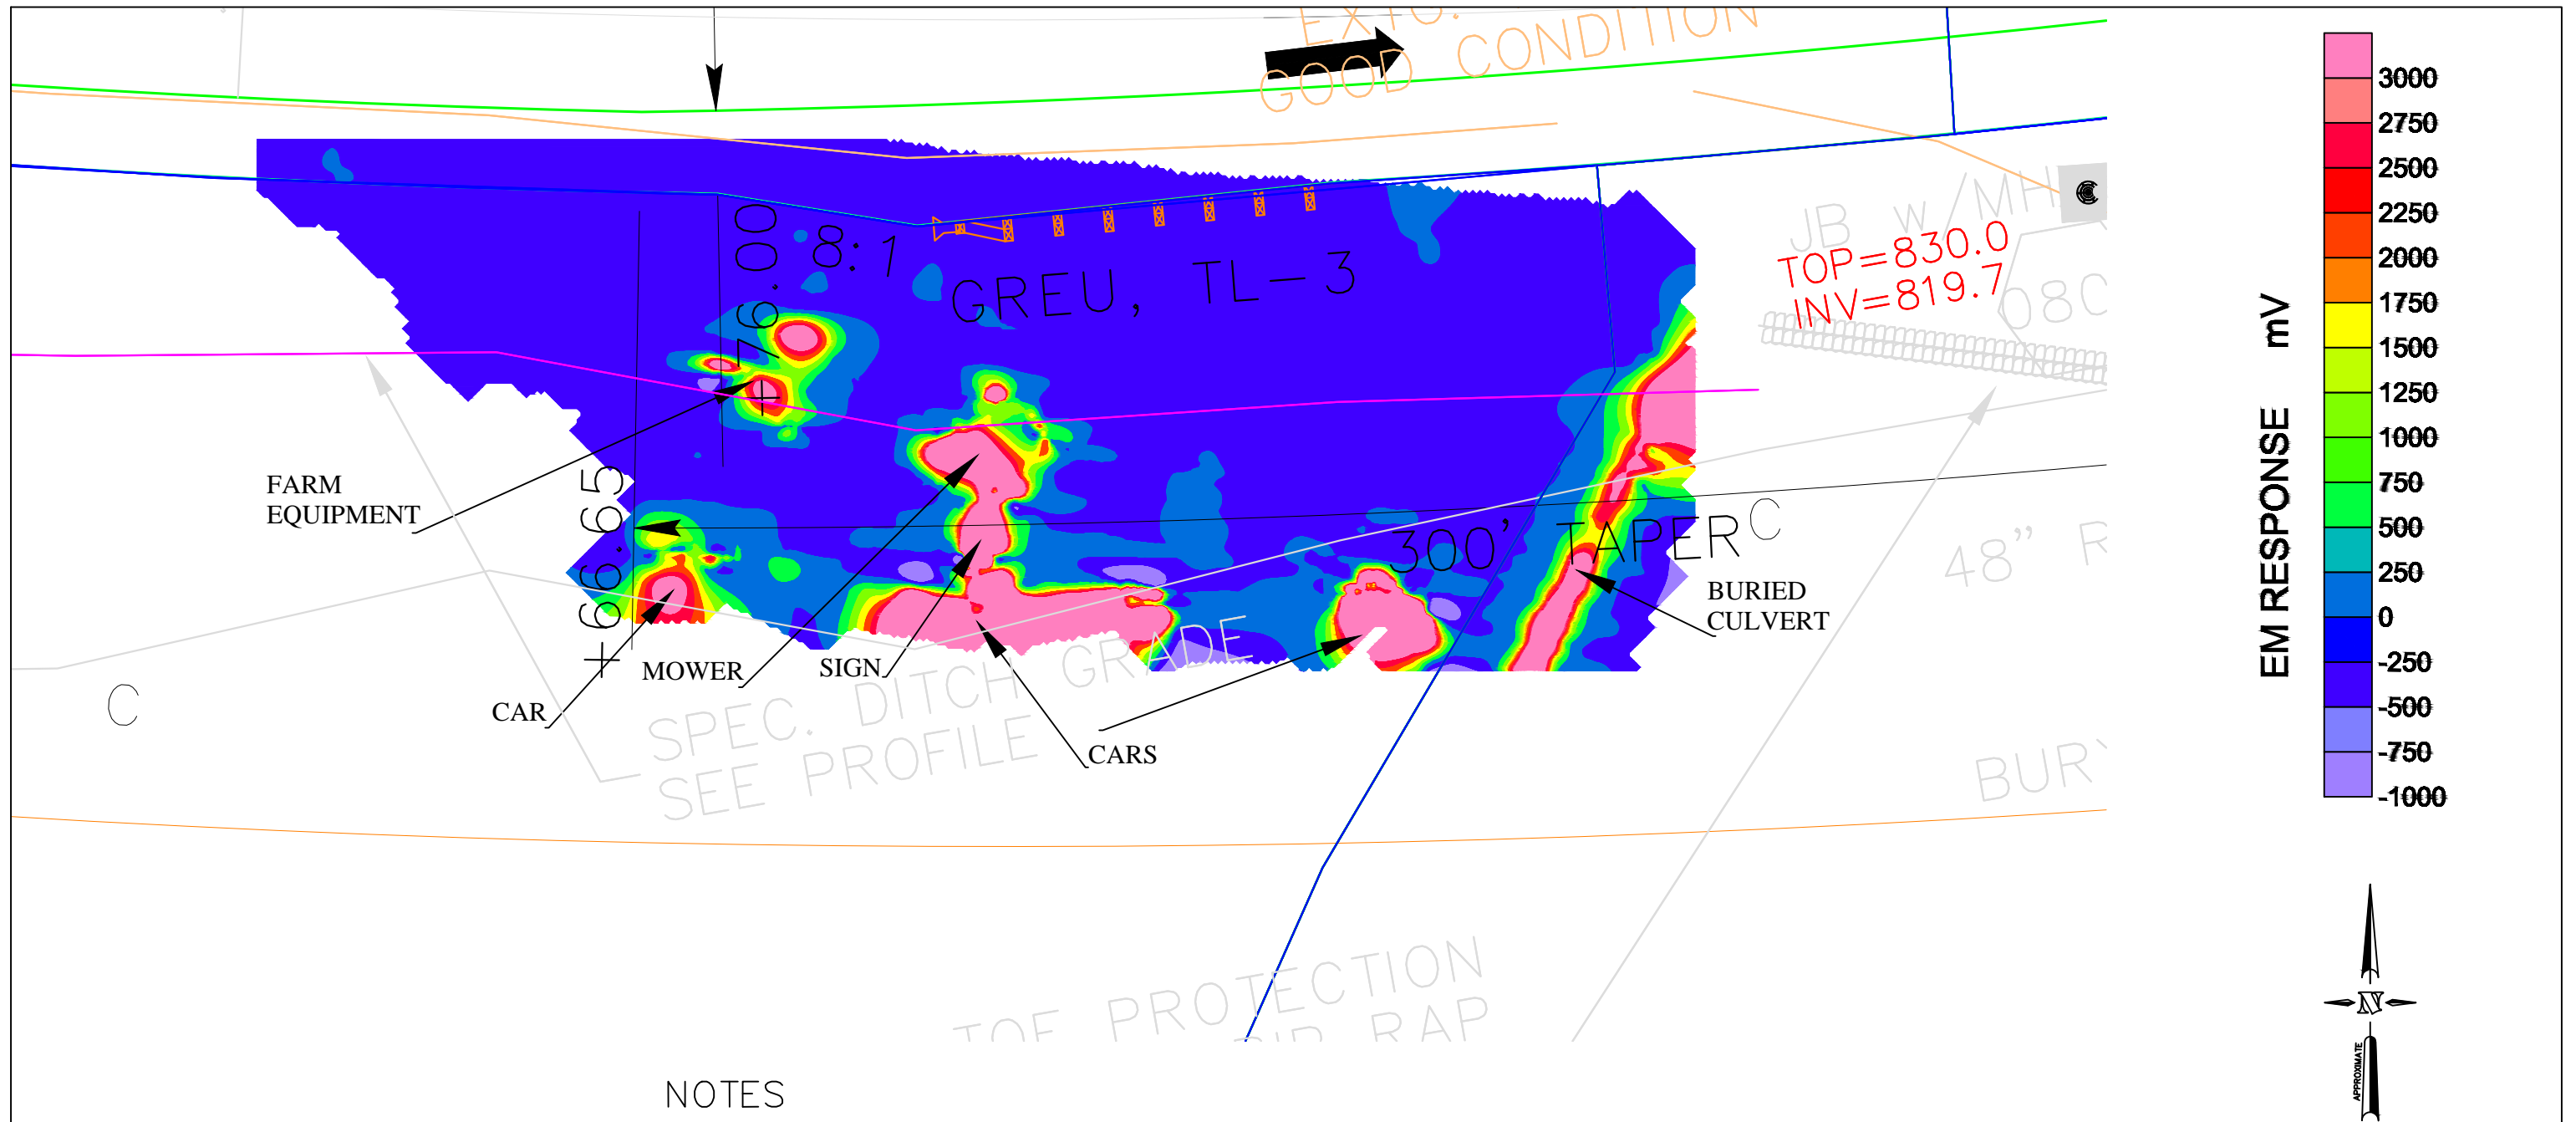 EXTG.
GOOD CONDITION
JB W/MH
TOP=830.0
INV=819.7
080
76.00
8:1
GREU, TL-3
FARM
EQUIPMENT
66.65
300' TAPER
C
48" R
BURIED
CULVERT
MOWER
SIGN
CAR
C
CARS
SPEC. DITCH GRADE
SEE PROFILE
BURY
TOE PROTECTION
RIP RAP
NOTES
EM RESPONSE mV
3000
2750
2500
2250
2000
1750
1500
1250
1000
750
500
250
0
-250
-500
-750
-1000
N
APPROXIMATE